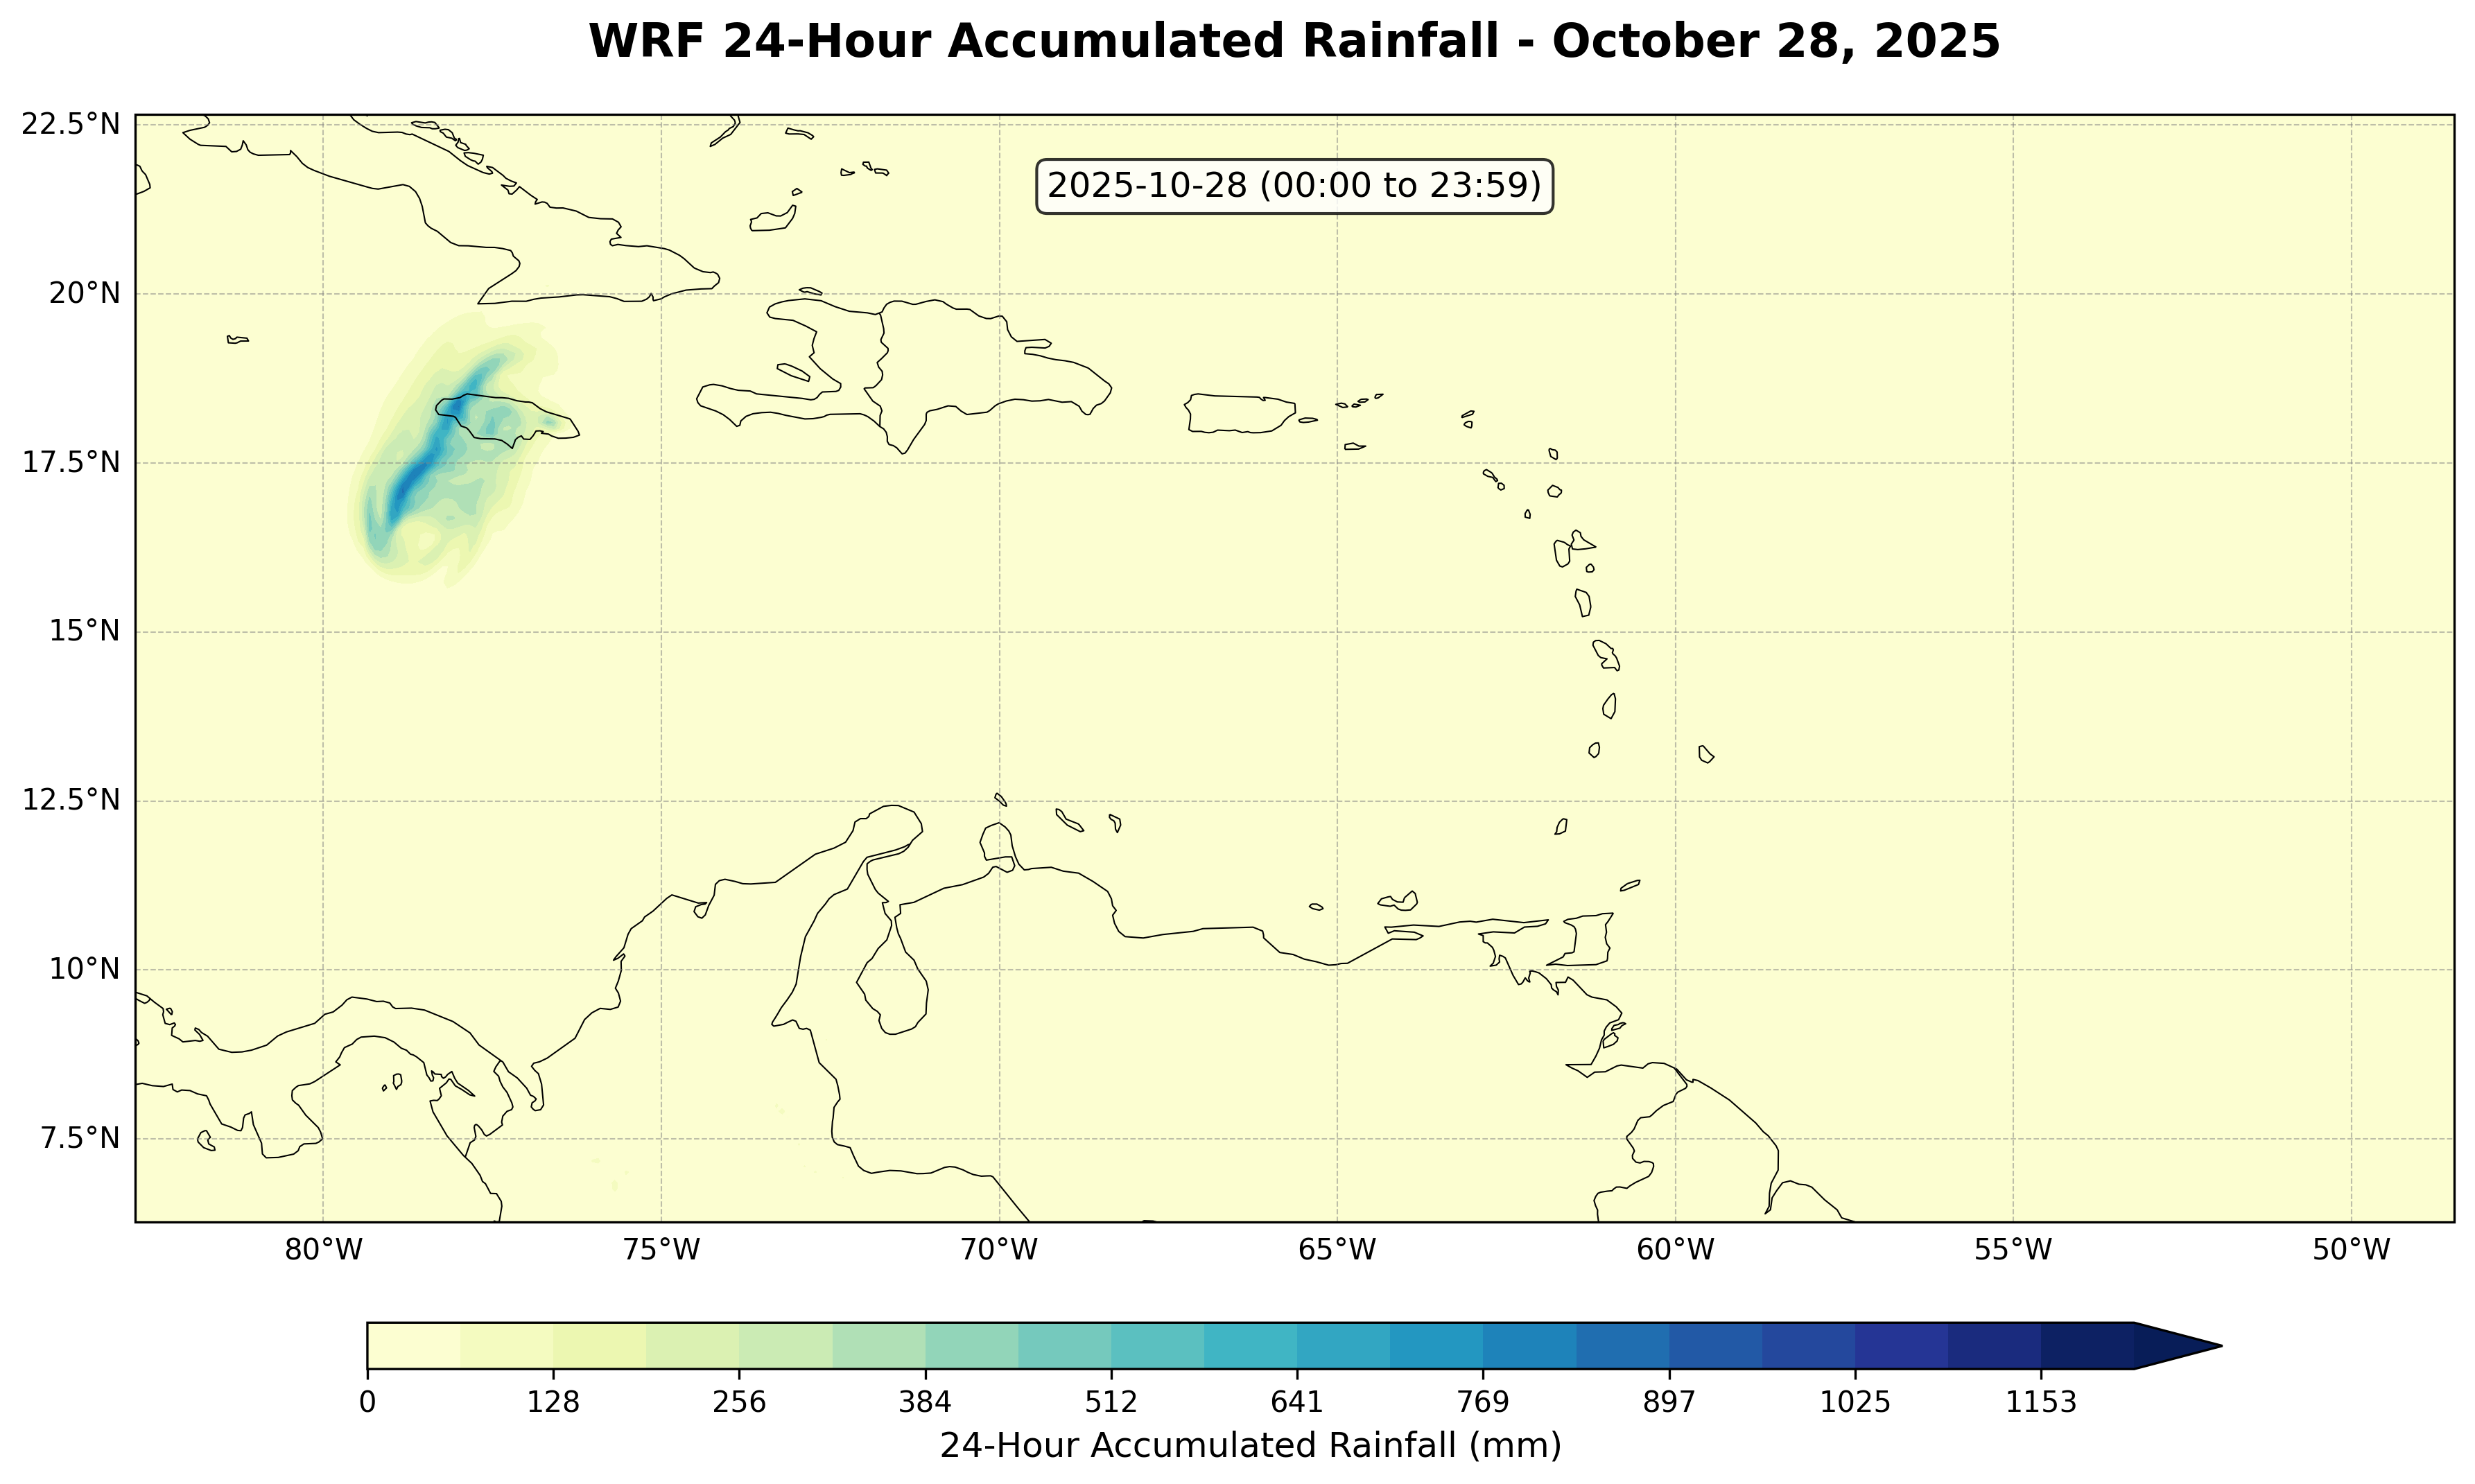 WRF 24-Hour Accumulated Rainfall - October 28, 2025
22.5°N
2025-10-28 (00:00 to 23:59)
20°N
17.5°N
15°N
12.5°N
10°N
7.5°N
80°W 75°W 70°W 65°W 60°W 55°W 50°W
0 128 256 384 512 641 769 897 1025 1153
24-Hour Accumulated Rainfall (mm)